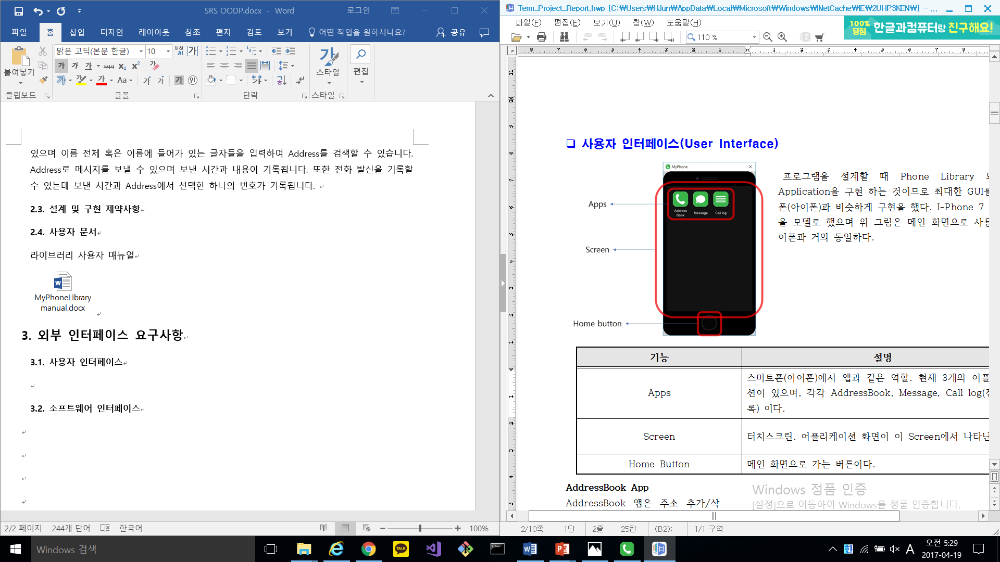 SRS OODP.docx - Word
로그인
파일
홈
삽입
디자인
레이아웃
참조
편지
검토
보기
어떤 작업을 원하시나요?
공유
붙여넣기
맑은 고딕(본문 한글)
10
스타일
편집
클립보드
글꼴
단락
스타일
있으며 이름 전체 혹은 이름에 들어가 있는 글자들을 입력하여 Address를 검색할 수 있습니다.
Address로 메시지를 보낼 수 있으며 보낸 시간과 내용이 기록됩니다. 또한 전화 발신을 기록할
수 있는데 보낸 시간과 Address에서 선택한 하나의 번호가 기록됩니다.
2.3. 설계 및 구현 제약사항
2.4. 사용자 문서
라이브러리 사용자 매뉴얼
MyPhoneLibrary
manual.docx
3. 외부 인터페이스 요구사항
3.1. 사용자 인터페이스
3.2. 소프트웨어 인터페이스
2/2 페이지
244개 단어
한국어
100%
Term_Project_Report.hwp [C:₩Users₩HJun₩AppData₩Local₩Microsoft₩Windows₩INetCache₩IE₩2UHP3KEN₩] - ...
파일(F)
편집(E)
보기(U)
창(W)
도움말(H)
100% 당첨 한글과컴퓨터랑 친구해요!
110 %
❑ 사용자 인터페이스(User Interface)
MyPhone
Apps
Address Book
Message
Call log
Screen
Home button
프로그램을 설계할 때 Phone Library
Application을 구현 하는 것이므로 최대한 GUI를
폰(아이폰)과 비슷하게 구현을 했다. I-Phone 7
을 모델로 했으며 위 그림은 메인 화면으로 사용
이폰과 거의 동일하다.
기능
설명
Apps
스마트폰(아이폰)에서 앱과 같은 역할. 현재 3개의 어플
션이 있으며, 각각 AddressBook, Message, Call log(
록) 이다.
Screen
터치스크린. 어플리케이션 화면이 이 Screen에서 나타난
Home Button
메인 화면으로 가는 버튼이다.
AddressBook App
AddressBook 앱은 주소 추가/삭
Windows 정품 인증
[설정]으로 이동하여 Windows를 정품 인증합니다.
2/10쪽
1단
2줄
25칸
(B2):
1/1 구역
Windows 검색
TALK
한
A
오전 5:29
2017-04-19